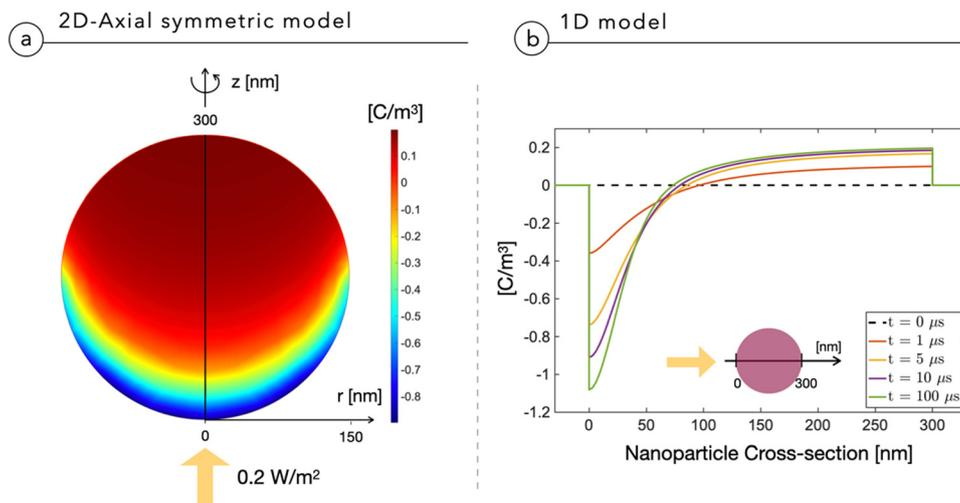 a
2D-Axial symmetric model
z [nm]
300
[C/m³]
0.1
0
-0.1
-0.2
-0.3
-0.4
-0.5
-0.6
-0.7
-0.8
r [nm]
0
150
0.2 W/m²
b
1D model
[C/m³]
0.2
0
-0.2
-0.4
-0.6
-0.8
-1
-1.2
0 50 100 150 200 250 300
Nanoparticle Cross-section [nm]
[nm]
0
300
t = 0 μs
t = 1 μs
t = 5 μs
t = 10 μs
t = 100 μs